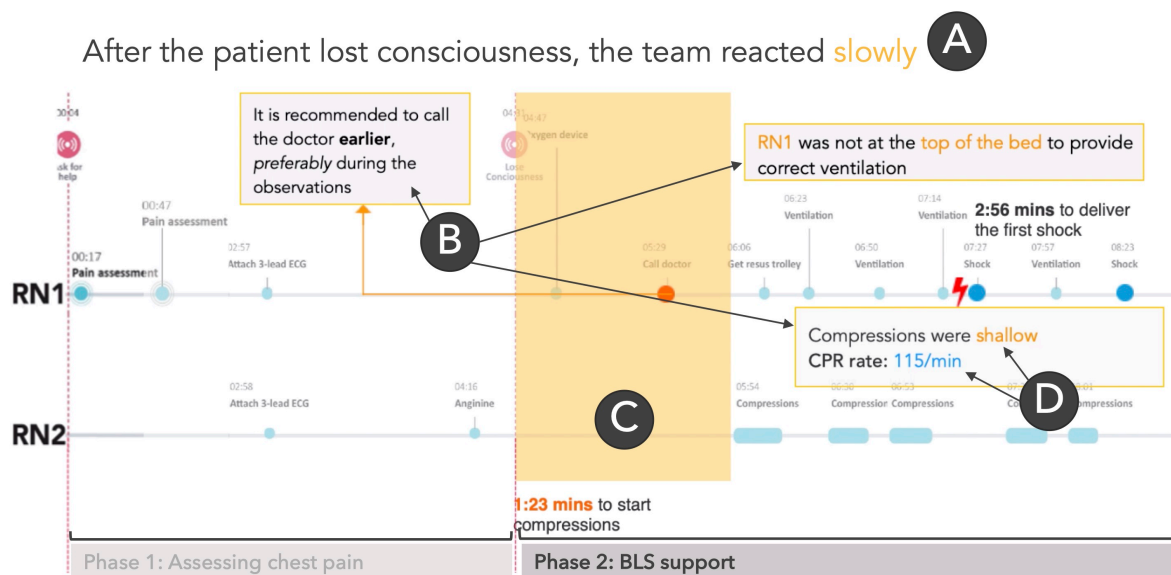 After the patient lost consciousness, the team reacted slowly
A
It is recommended to call
the doctor earlier,
preferably during the
observations
04:47
oxygen device
Lose
Conciousness
RN1 was not at the top of the bed to provide
correct ventilation
00:04
help
00:47
Pain assessment
B
06:23
Ventilation
07:14
Ventilation
2:56 mins to deliver
the first shock
00:17
Pain assessment
02:57
Attach 3-lead ECG
05:29
Call doctor
06:06
Get resus trolley
06:50
Ventilation
07:27
Shock
07:57
Ventilation
08:23
Shock
RN1
Compressions were shallow
CPR rate: 115/min
D
02:58
Attach 3-lead ECG
04:16
Anginine
C
05:54
Compressions
Compressions
RN2
1:23 mins to start
compressions
Phase 1: Assessing chest pain
Phase 2: BLS support